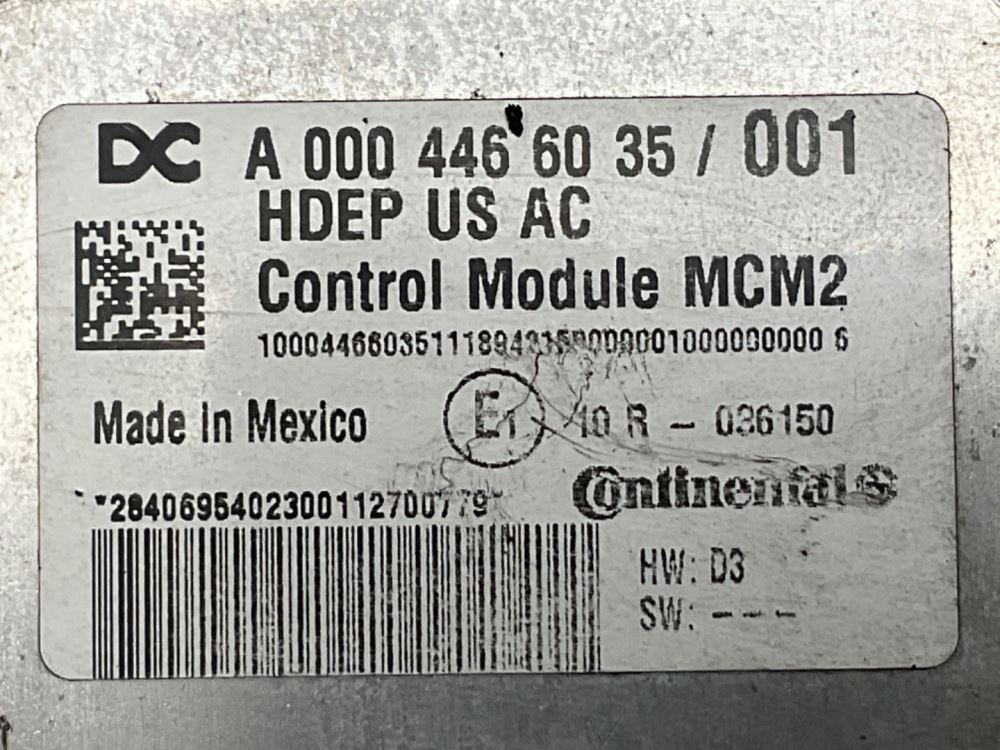 DC A 000 446 60 35 / 001
HDEP US AC
Control Module MCM2
Made in Mexico
E1 10 R - 036150
*2840695402300112700779*
Continental
HW: D3
SW: ---